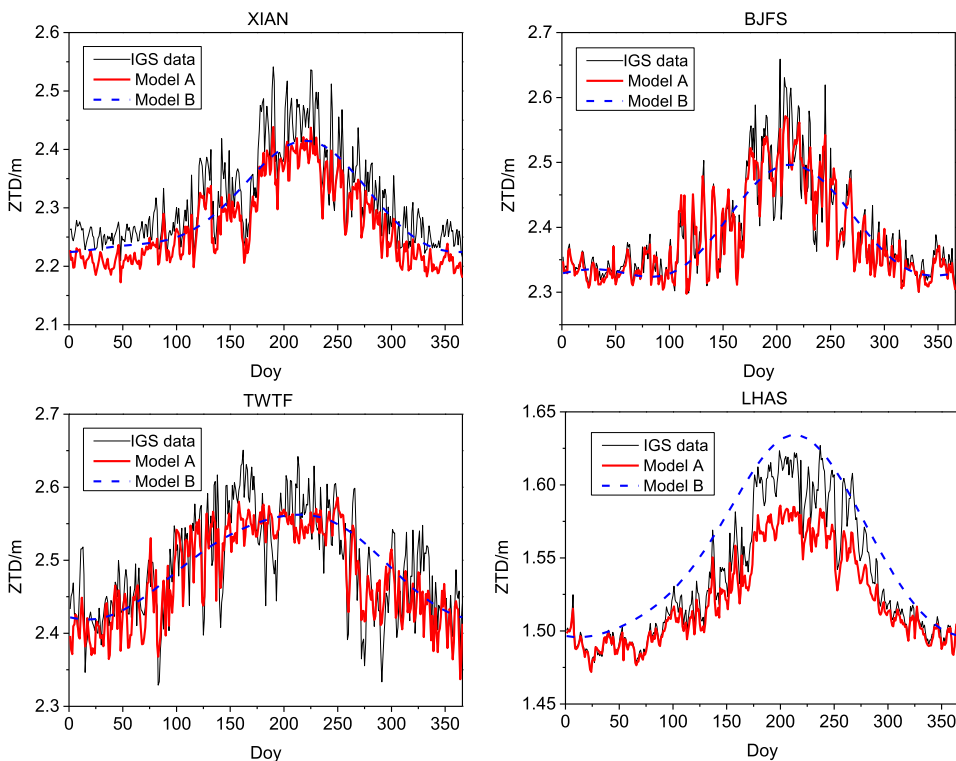 XIAN
2.6
2.5
2.4
2.3
2.2
2.1
ZTD/m
IGS data
Model A
Model B
0 50 100 150 200 250 300 350
Doy
BJFS
2.7
2.6
2.5
2.4
2.3
ZTD/m
IGS data
Model A
Model B
0 50 100 150 200 250 300 350
Doy
TWTF
2.7
2.6
2.5
2.4
2.3
ZTD/m
IGS data
Model A
Model B
0 50 100 150 200 250 300 350
Doy
LHAS
1.65
1.60
1.55
1.50
1.45
ZTD/m
IGS data
Model A
Model B
0 50 100 150 200 250 300 350
Doy